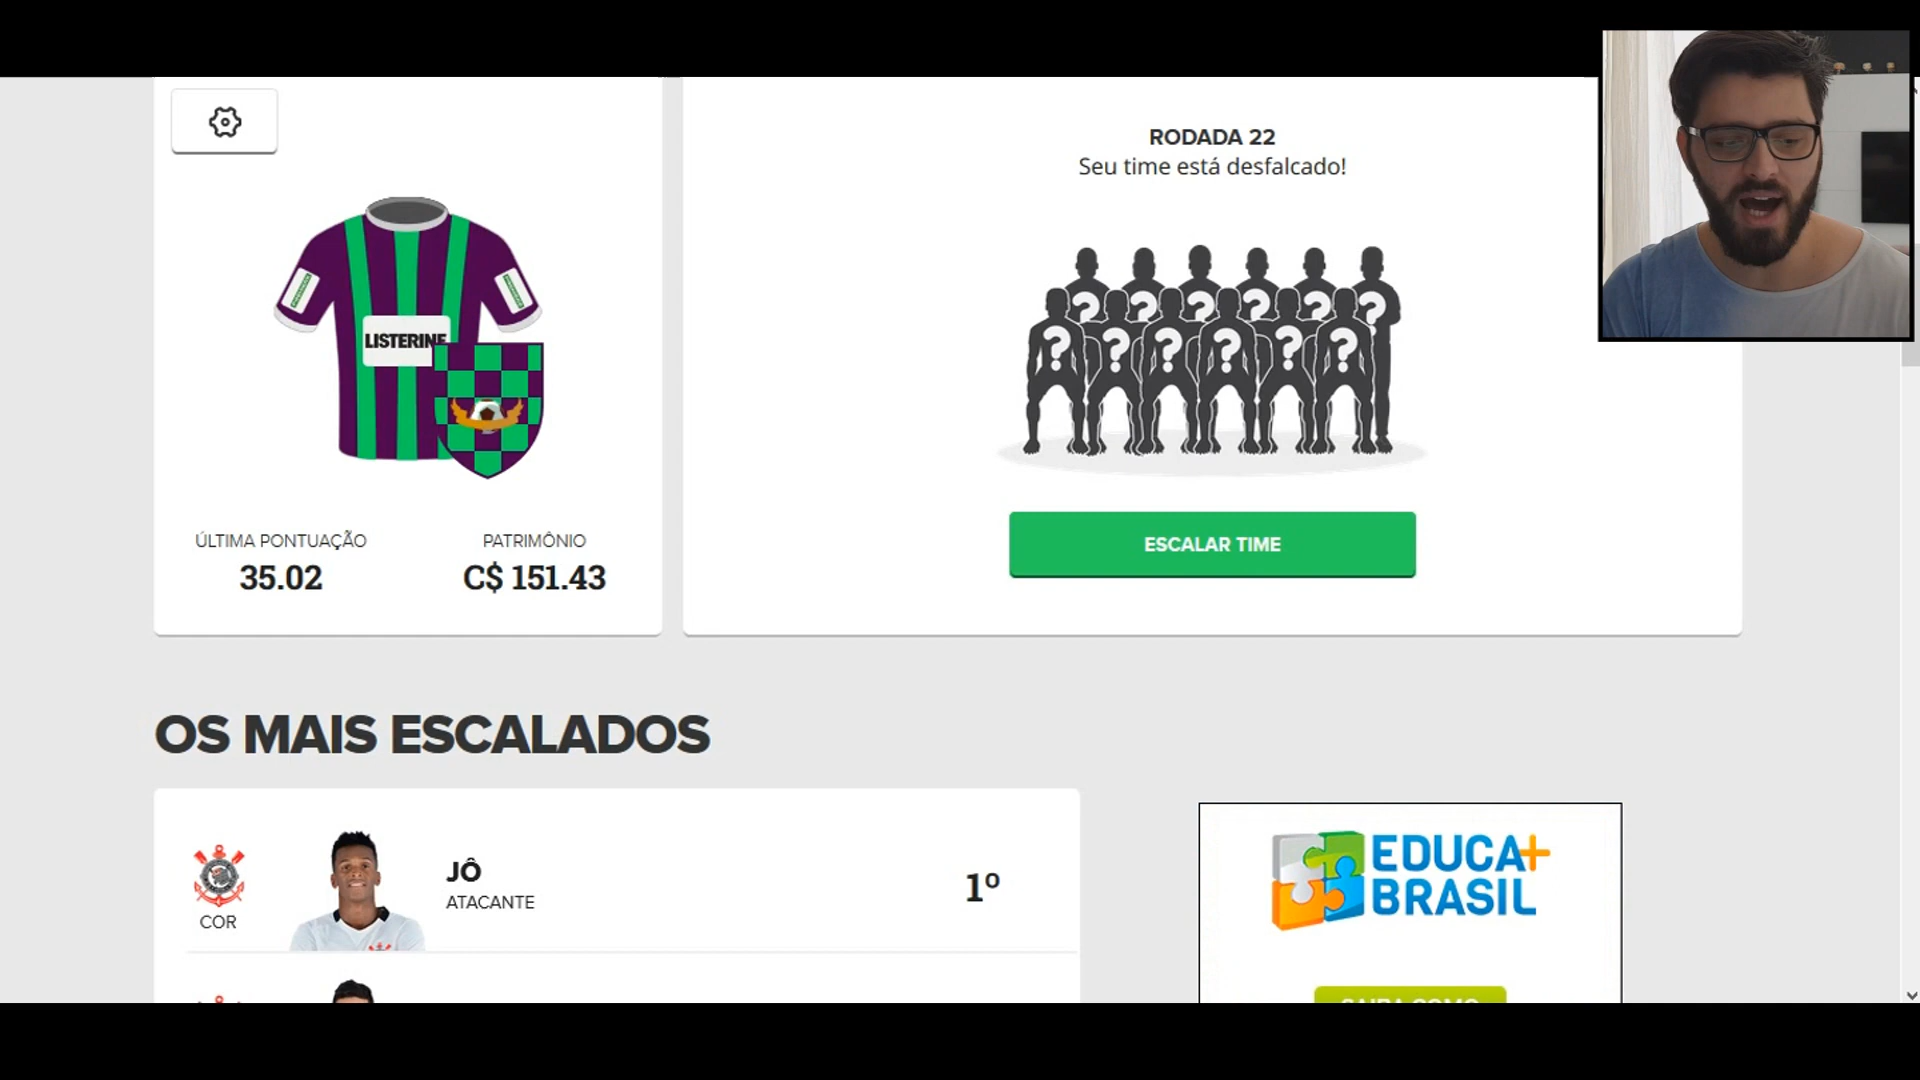 RODADA 22
Seu time está desfalcado!
LISTERINE
ÚLTIMA PONTUAÇÃO
35.02
PATRIMÔNIO
C$ 151.43
ESCALAR TIME
OS MAIS ESCALADOS
COR
JÔ
ATACANTE
1º
EDUCA+
BRASIL